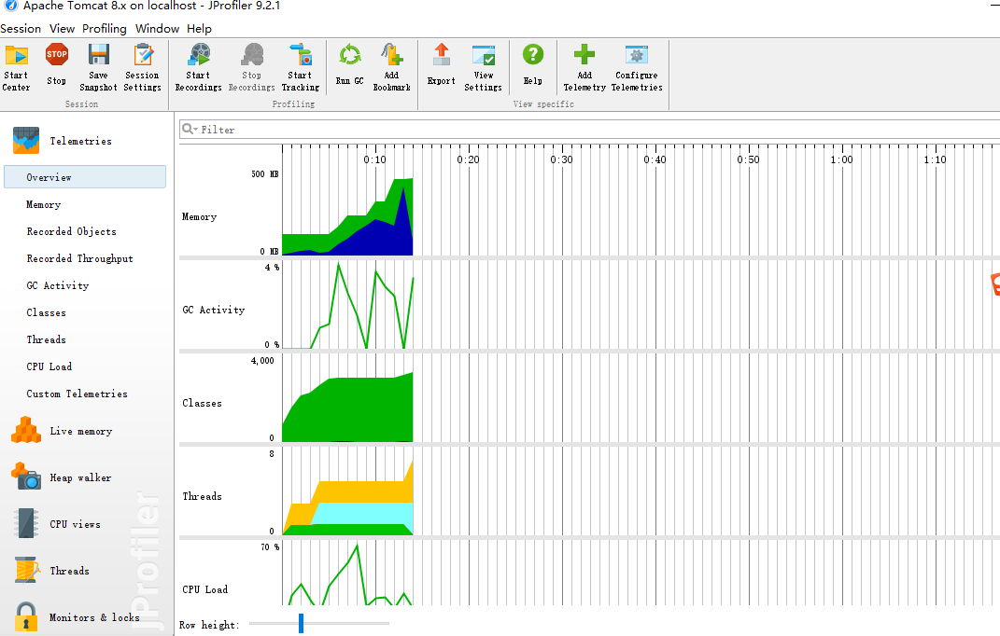 Apache Tomcat 8.x on localhost - JProfiler 9.2.1
Session View Profiling Window Help
Start Center
Stop
Save Snapshot
Session Settings
Start Recordings
Stop Recordings
Start Tracking
Run GC
Add Bookmark
Export
View Settings
Help
Add Telemetry
Configure Telemetries
Session
Profiling
View specific
Telemetries
Overview
Memory
Recorded Objects
Recorded Throughput
GC Activity
Classes
Threads
CPU Load
Custom Telemetries
Live memory
Heap walker
CPU views
Threads
Monitors & locks
JProfiler
Filter
0:10 0:20 0:30 0:40 0:50 1:00 1:10
500 MB
Memory
0 MB
4 %
GC Activity
0 %
4,000
Classes
0
8
Threads
0
70 %
CPU Load
Row height: